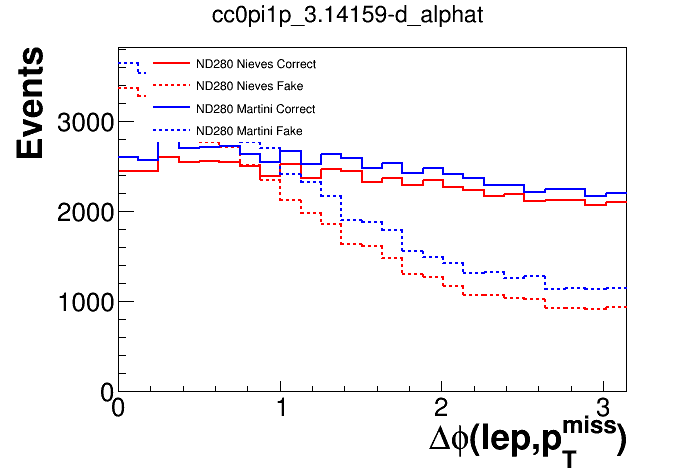 cc0pi1p_3.14159-d_alphat
Events
ND280 Nieves Correct
ND280 Nieves Fake
ND280 Martini Correct
ND280 Martini Fake
3000
2000
1000
0
0 1 2 3
Δϕ(lep,p_T^miss)